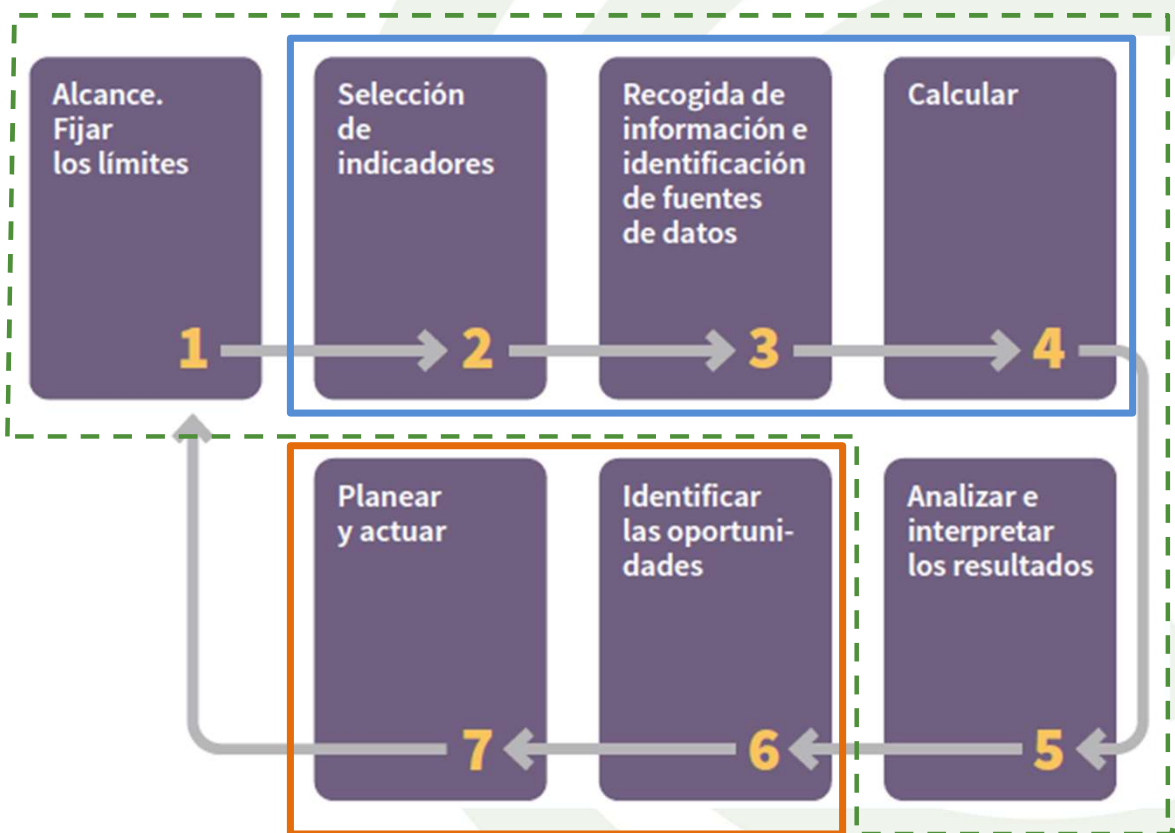 Alcance.
Fijar
los límites
1
Selección
de
indicadores
2
Recogida de
información e
identificación
de fuentes
de datos
3
Calcular
4
Analizar e
interpretar
los resultados
5
Identificar
las oportuni-
dades
6
Planear
y actuar
7